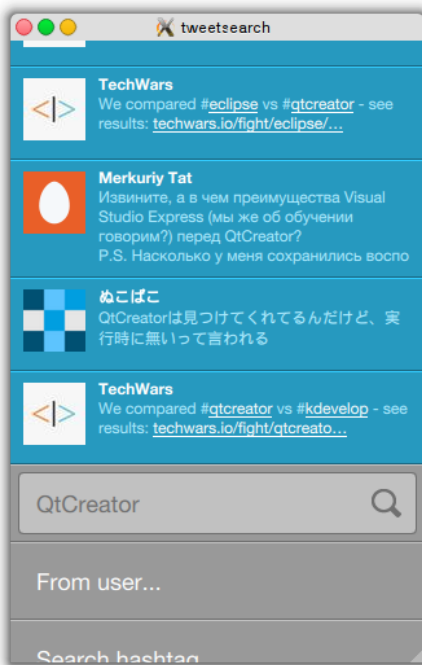 tweetsearch
TechWars
We compared #eclipse vs #qtcreator - see
results: techwars.io/fight/eclipse/…
Merkuriy Tat
Извините, а в чем преимущества Visual
Studio Express (мы же об обучении
говорим?) перед QtCreator?
P.S. Насколько у меня сохранились воспо
ぬこぱこ
QtCreatorは見つけてくれてるんだけど、実
行時に無いって言われる
TechWars
We compared #qtcreator vs #kdevelop - see
results: techwars.io/fight/qtcreato…
QtCreator
From user...
Search hashtag